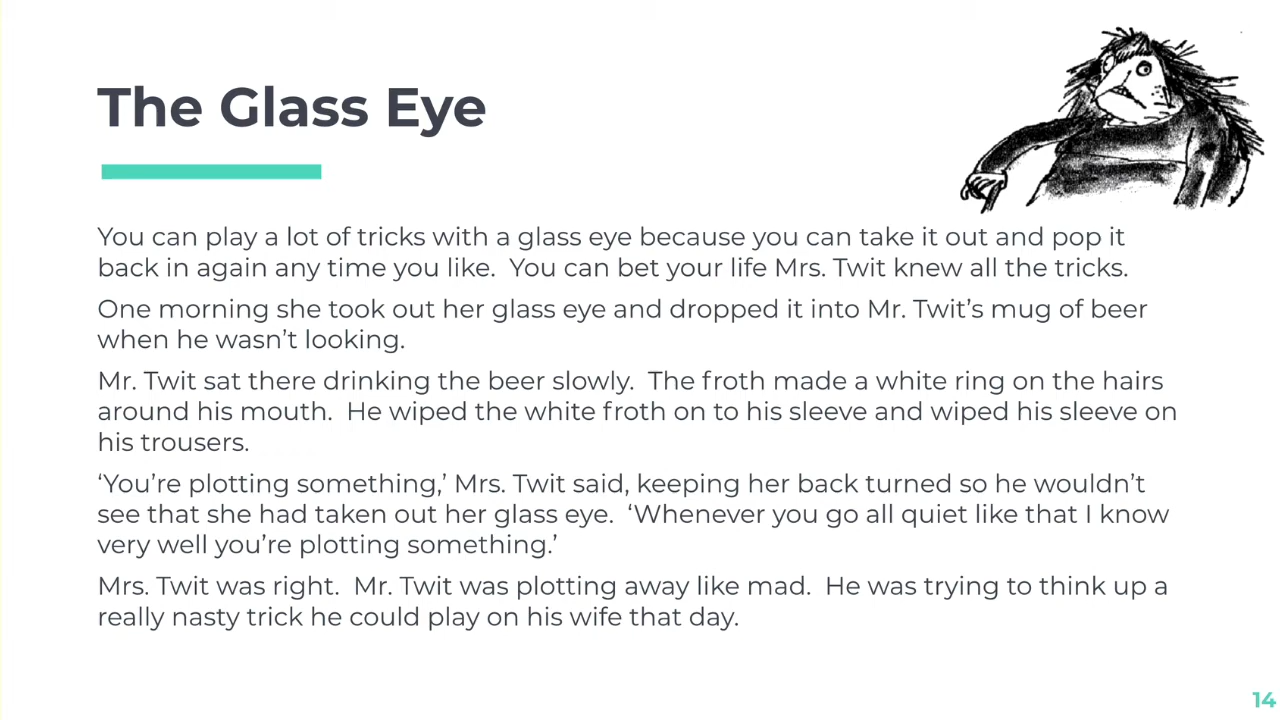 The Glass Eye
You can play a lot of tricks with a glass eye because you can take it out and pop it
back in again any time you like.  You can bet your life Mrs. Twit knew all the tricks.
One morning she took out her glass eye and dropped it into Mr. Twit’s mug of beer
when he wasn’t looking.
Mr. Twit sat there drinking the beer slowly.  The froth made a white ring on the hairs
around his mouth.  He wiped the white froth on to his sleeve and wiped his sleeve on
his trousers.
‘You’re plotting something,’ Mrs. Twit said, keeping her back turned so he wouldn’t
see that she had taken out her glass eye.  ‘Whenever you go all quiet like that I know
very well you’re plotting something.’
Mrs. Twit was right.  Mr. Twit was plotting away like mad.  He was trying to think up a
really nasty trick he could play on his wife that day.
14